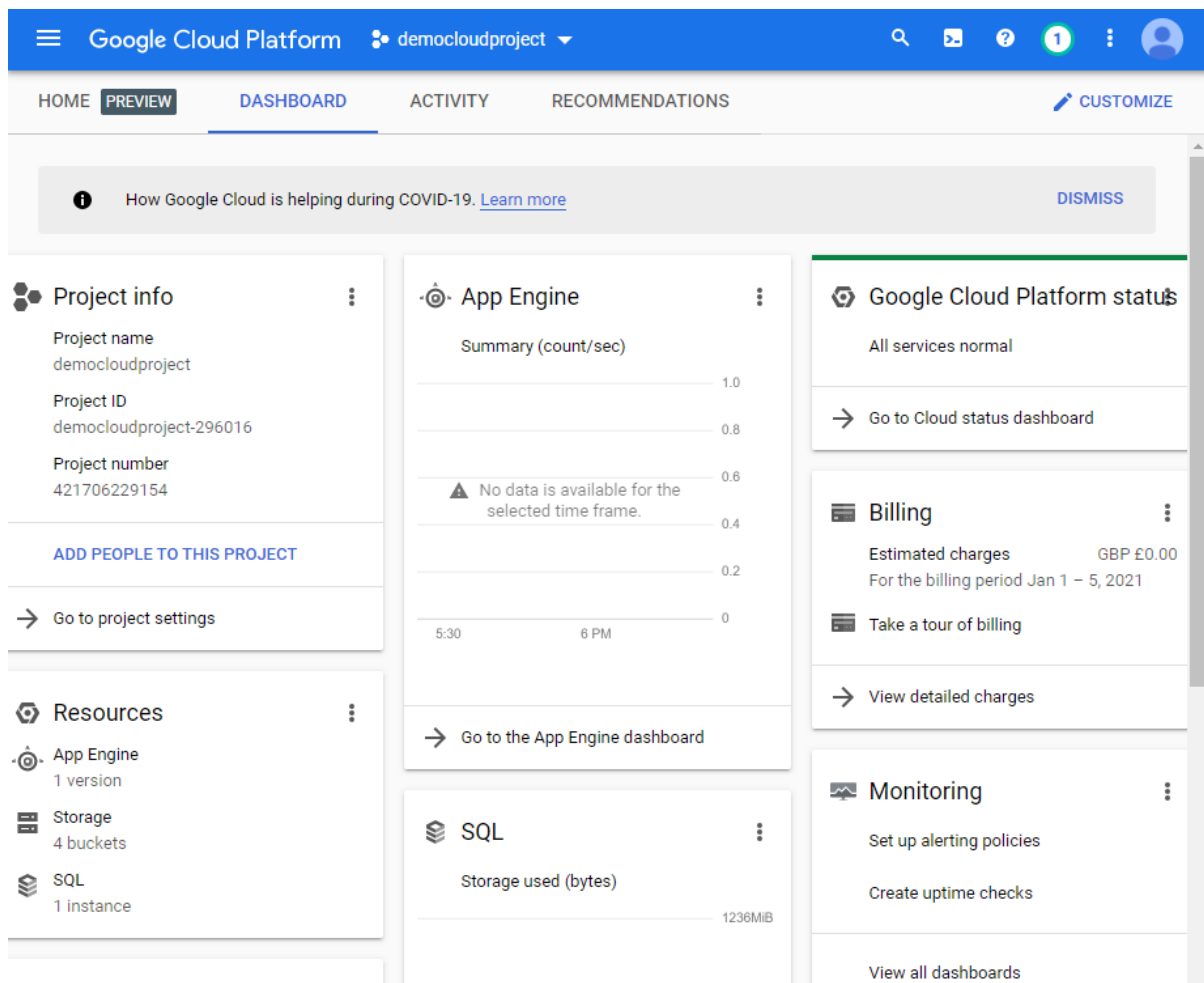 Google Cloud Platform democloudproject 1
HOME PREVIEW DASHBOARD ACTIVITY RECOMMENDATIONS CUSTOMIZE
How Google Cloud is helping during COVID-19. Learn more DISMISS
Project info
Project name
democloudproject
Project ID
democloudproject-296016
Project number
421706229154
ADD PEOPLE TO THIS PROJECT
Go to project settings
Resources
App Engine
1 version
Storage
4 buckets
SQL
1 instance
App Engine
Summary (count/sec)
1.0
0.8
0.6
No data is available for the
selected time frame.
0.4
0.2
0
5:30 6 PM
Go to the App Engine dashboard
SQL
Storage used (bytes)
1236MiB
Google Cloud Platform status
All services normal
Go to Cloud status dashboard
Billing
Estimated charges GBP £0.00
For the billing period Jan 1 – 5, 2021
Take a tour of billing
View detailed charges
Monitoring
Set up alerting policies
Create uptime checks
View all dashboards